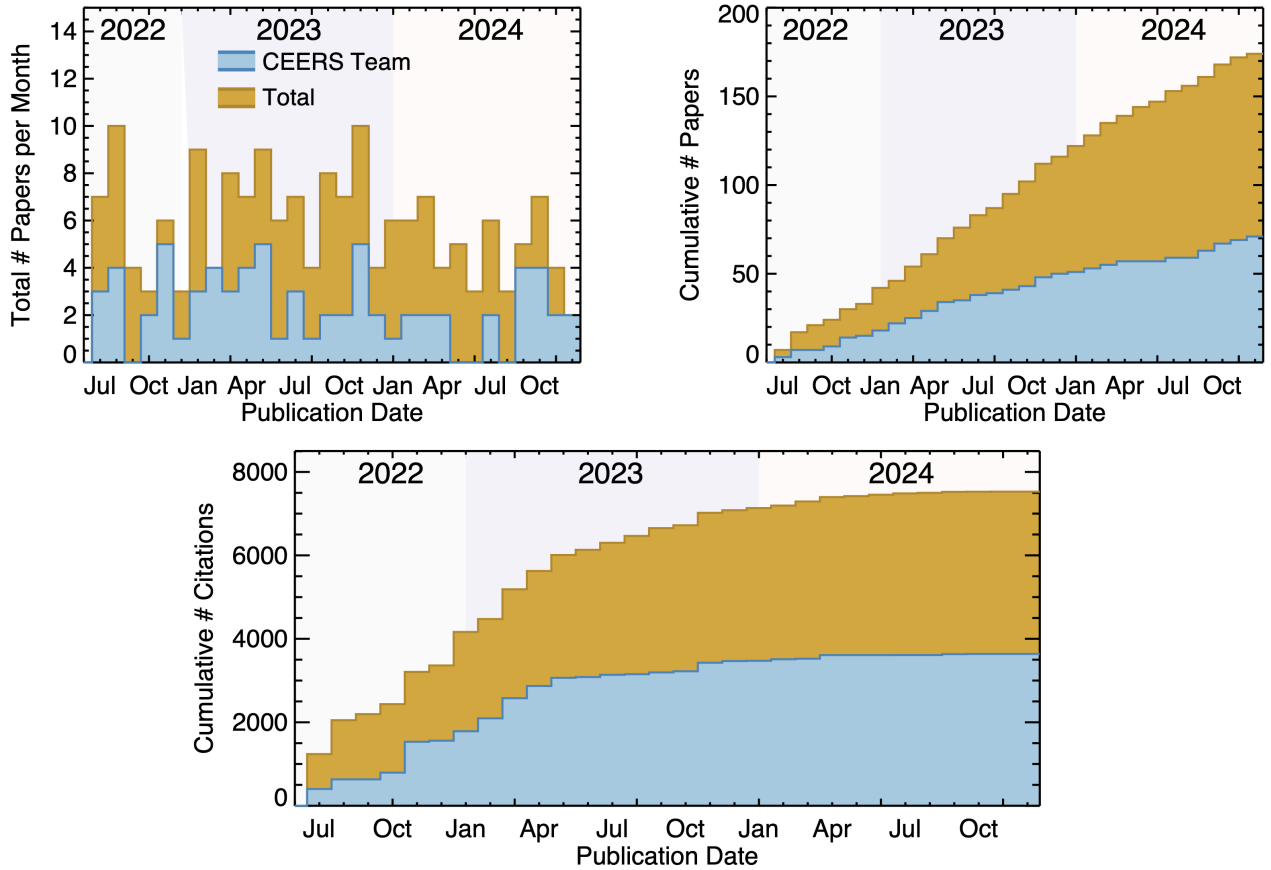 Total # Papers per Month
14
12
10
8
6
4
2
0
2022 2023 2024
CEERS Team
Total
Jul Oct Jan Apr Jul Oct Jan Apr Jul Oct
Publication Date
Cumulative # Papers
200
150
100
50
0
2022 2023 2024
Jul Oct Jan Apr Jul Oct Jan Apr Jul Oct
Publication Date
Cumulative # Citations
8000
6000
4000
2000
0
2022 2023 2024
Jul Oct Jan Apr Jul Oct Jan Apr Jul Oct
Publication Date